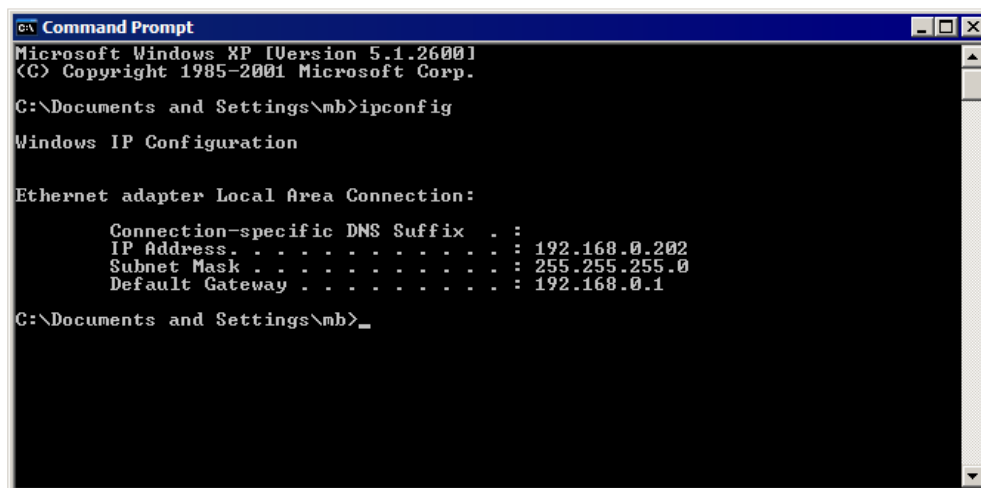 Command Prompt
Microsoft Windows XP [Version 5.1.2600]
(C) Copyright 1985-2001 Microsoft Corp.
C:\Documents and Settings\mb>ipconfig
Windows IP Configuration
Ethernet adapter Local Area Connection:
Connection-specific DNS Suffix . :
IP Address. . . . . . . . . . . . : 192.168.0.202
Subnet Mask . . . . . . . . . . . : 255.255.255.0
Default Gateway . . . . . . . . . : 192.168.0.1
C:\Documents and Settings\mb>_